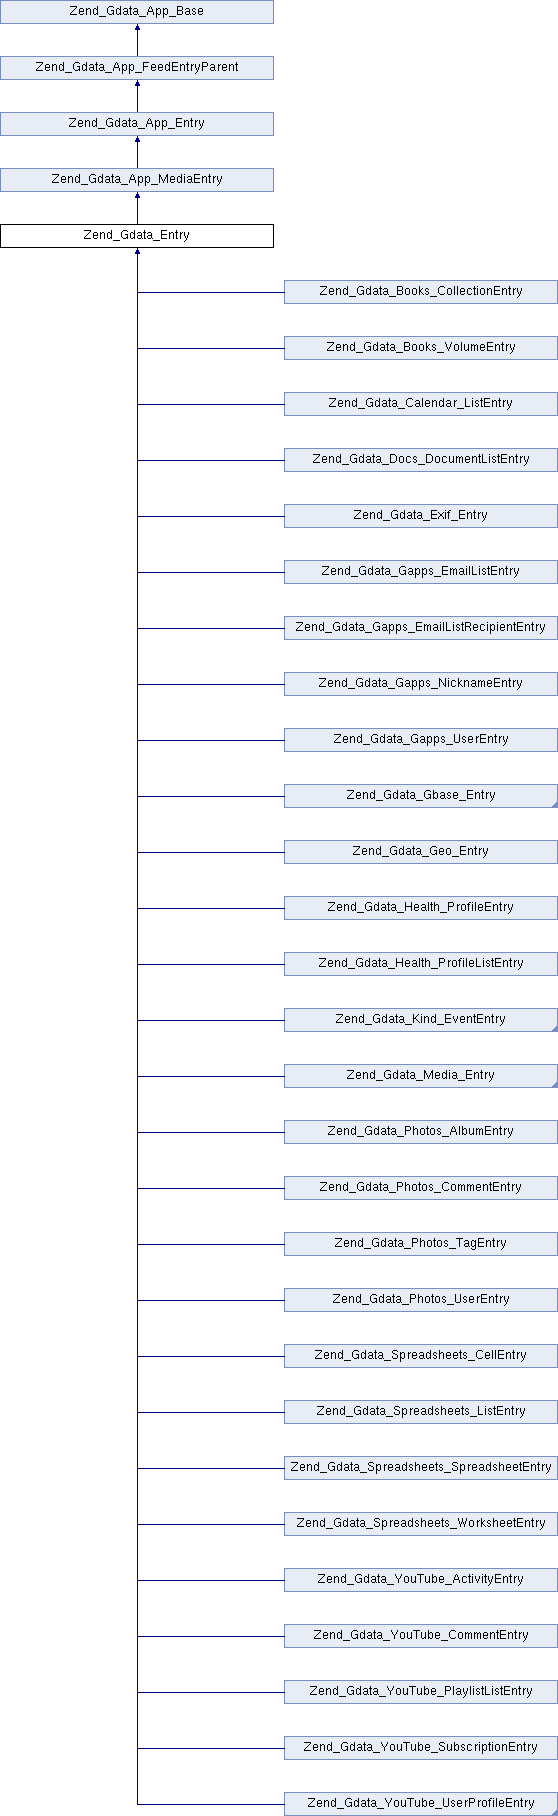 Zend_Gdata_App_Base
Zend_Gdata_App_FeedEntryParent
Zend_Gdata_App_Entry
Zend_Gdata_App_MediaEntry
Zend_Gdata_Entry
Zend_Gdata_Books_CollectionEntry
Zend_Gdata_Books_VolumeEntry
Zend_Gdata_Calendar_ListEntry
Zend_Gdata_Docs_DocumentListEntry
Zend_Gdata_Exif_Entry
Zend_Gdata_Gapps_EmailListEntry
Zend_Gdata_Gapps_EmailListRecipientEntry
Zend_Gdata_Gapps_NicknameEntry
Zend_Gdata_Gapps_UserEntry
Zend_Gdata_Gbase_Entry
Zend_Gdata_Geo_Entry
Zend_Gdata_Health_ProfileEntry
Zend_Gdata_Health_ProfileListEntry
Zend_Gdata_Kind_EventEntry
Zend_Gdata_Media_Entry
Zend_Gdata_Photos_AlbumEntry
Zend_Gdata_Photos_CommentEntry
Zend_Gdata_Photos_TagEntry
Zend_Gdata_Photos_UserEntry
Zend_Gdata_Spreadsheets_CellEntry
Zend_Gdata_Spreadsheets_ListEntry
Zend_Gdata_Spreadsheets_SpreadsheetEntry
Zend_Gdata_Spreadsheets_WorksheetEntry
Zend_Gdata_YouTube_ActivityEntry
Zend_Gdata_YouTube_CommentEntry
Zend_Gdata_YouTube_PlaylistListEntry
Zend_Gdata_YouTube_SubscriptionEntry
Zend_Gdata_YouTube_UserProfileEntry